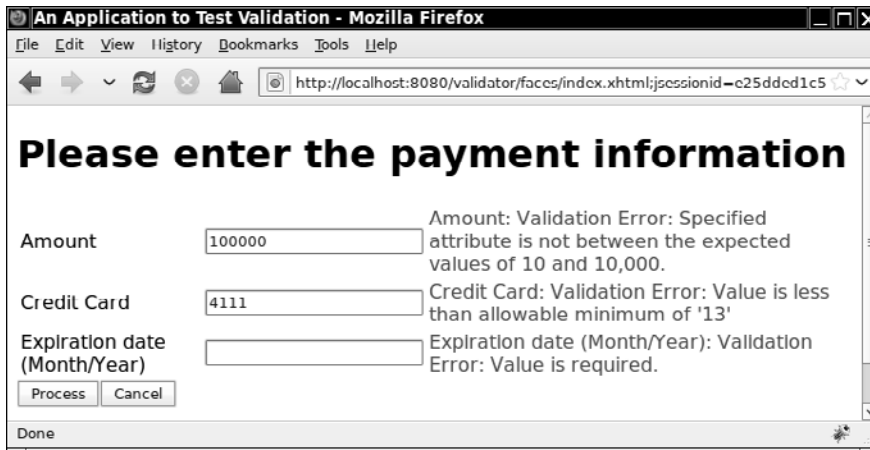 An Application to Test Validation - Mozilla Firefox
File Edit View History Bookmarks Tools Help
http://localhost:8080/validator/faces/index.xhtml;jsessionid=e25dded1c5
Please enter the payment information
Amount
100000
Amount: Validation Error: Specified
attribute is not between the expected
values of 10 and 10,000.
Credit Card
4111
Credit Card: Validation Error: Value is less
than allowable minimum of '13'
Expiration date
(Month/Year)
Expiration date (Month/Year): Validation
Error: Value is required.
Process Cancel
Done